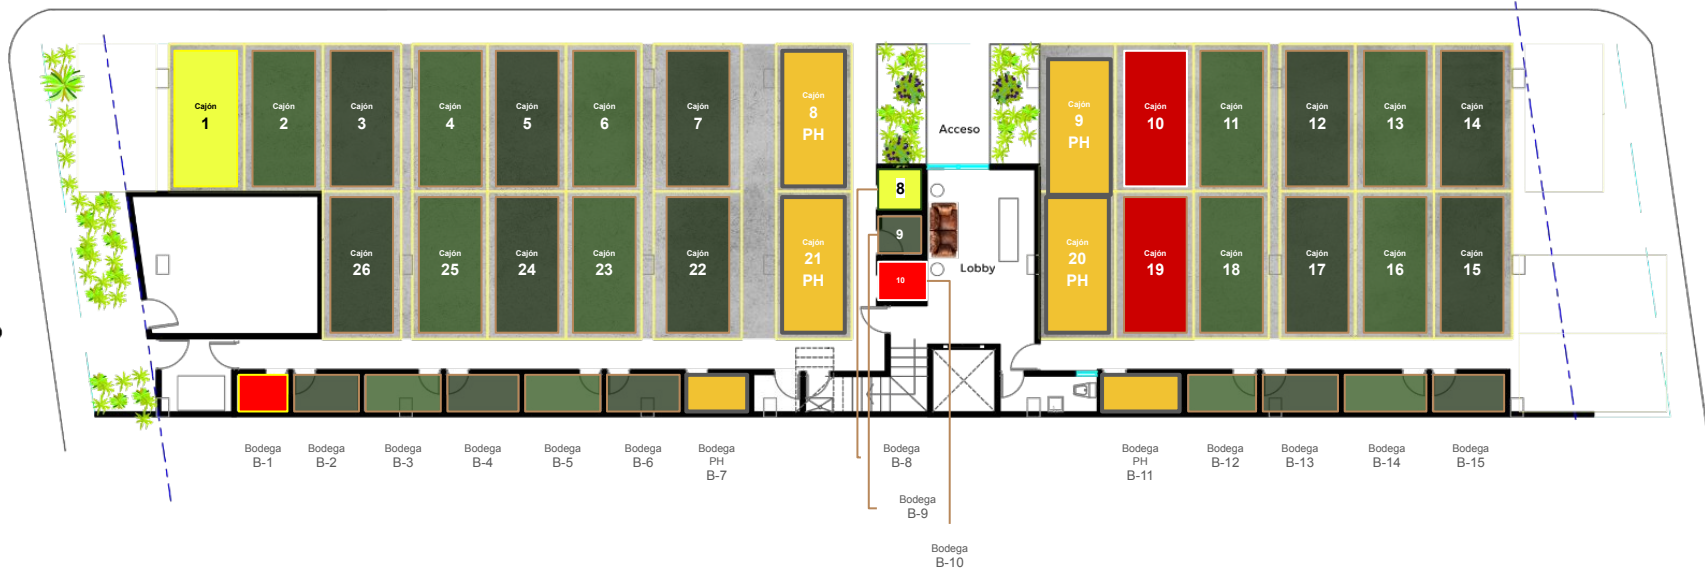 Cajón
1
Cajón
2
Cajón
3
Cajón
4
Cajón
5
Cajón
6
Cajón
7
Cajón
8
PH
Acceso
Cajón
9
PH
Cajón
10
Cajón
11
Cajón
12
Cajón
13
Cajón
14
8
9
10
Lobby
Cajón
26
Cajón
25
Cajón
24
Cajón
23
Cajón
22
Cajón
21
PH
Cajón
20
PH
Cajón
19
Cajón
18
Cajón
17
Cajón
16
Cajón
15
Bodega
B-1
Bodega
B-2
Bodega
B-3
Bodega
B-4
Bodega
B-5
Bodega
B-6
Bodega
PH
B-7
Bodega
B-8
Bodega
B-9
Bodega
B-10
Bodega
PH
B-11
Bodega
B-12
Bodega
B-13
Bodega
B-14
Bodega
B-15